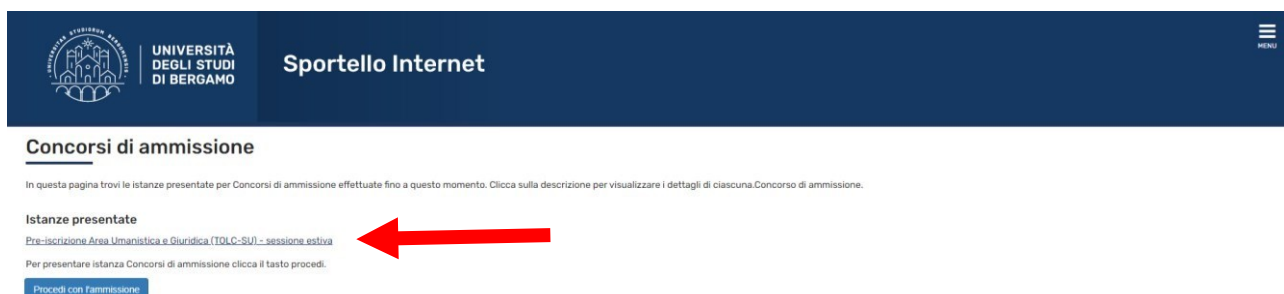 UNIVERSITÀ
DEGLI STUDI
DI BERGAMO
Sportello Internet
MENU
Concorsi di ammissione
In questa pagina trovi le istanze presentate per Concorsi di ammissione effettuate fino a questo momento. Clicca sulla descrizione per visualizzare i dettagli di ciascuna.Concorso di ammissione.
Istanze presentate
Pre-iscrizione Area Umanistica e Giuridica (TOLC-SU) - sessione estiva
Per presentare istanza Concorsi di ammissione clicca il tasto procedi.
Procedi con l'ammissione